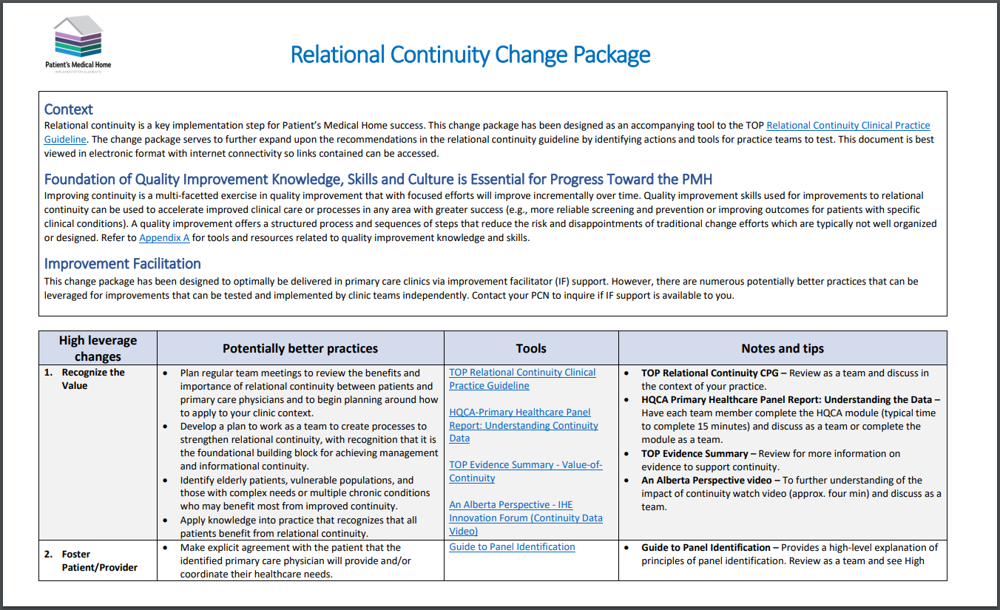 Patient's Medical Home
IMPLEMENTATION ELEMENTS
Relational Continuity Change Package
Context
Relational continuity is a key implementation step for Patient's Medical Home success. This change package has been designed as an accompanying tool to the TOP Relational Continuity Clinical Practice
Guideline. The change package serves to further expand upon the recommendations in the relational continuity guideline by identifying actions and tools for practice teams to test. This document is best
viewed in electronic format with internet connectivity so links contained can be accessed.
Foundation of Quality Improvement Knowledge, Skills and Culture is Essential for Progress Toward the PMH
Improving continuity is a multi-facetted exercise in quality improvement that with focused efforts will improve incrementally over time. Quality improvement skills used for improvements to relational
continuity can be used to accelerate improved clinical care or processes in any area with greater success (e.g., more reliable screening and prevention or improving outcomes for patients with specific
clinical conditions). A quality improvement offers a structured process and sequences of steps that reduce the risk and disappointments of traditional change efforts which are typically not well organized
or designed. Refer to Appendix A for tools and resources related to quality improvement knowledge and skills.
Improvement Facilitation
This change package has been designed to optimally be delivered in primary care clinics via improvement facilitator (IF) support. However, there are numerous potentially better practices that can be
leveraged for improvements that can be tested and implemented by clinic teams independently. Contact your PCN to inquire if IF support is available to you.
High leverage
changes
Potentially better practices
Tools
Notes and tips
1. Recognize the
Value
• Plan regular team meetings to review the benefits and
importance of relational continuity between patients and
primary care physicians and to begin planning around how
to apply to your clinic context.
• Develop a plan to work as a team to create processes to
strengthen relational continuity, with recognition that it is
the foundational building block for achieving management
and informational continuity.
• Identify elderly patients, vulnerable populations, and
those with complex needs or multiple chronic conditions
who may benefit most from improved continuity.
• Apply knowledge into practice that recognizes that all
patients benefit from relational continuity.
TOP Relational Continuity Clinical
Practice Guideline
HQCA-Primary Healthcare Panel
Report: Understanding Continuity
Data
TOP Evidence Summary - Value-of-
Continuity
An Alberta Perspective - IHE
Innovation Forum (Continuity Data
Video)
• TOP Relational Continuity CPG – Review as a team and discuss in
the context of your practice.
• HQCA Primary Healthcare Panel Report: Understanding the Data –
Have each team member complete the HQCA module (typical time
to complete 15 minutes) and discuss as a team or complete the
module as a team.
• TOP Evidence Summary – Review for more information on
evidence to support continuity.
• An Alberta Perspective video – To further understanding of the
impact of continuity watch video (approx. four min) and discuss as a
team.
2. Foster
Patient/Provider
• Make explicit agreement with the patient that the
identified primary care physician will provide and/or
coordinate their healthcare needs.
Guide to Panel Identification
• Guide to Panel Identification – Provides a high-level explanation of
principles of panel identification. Review as a team and see High